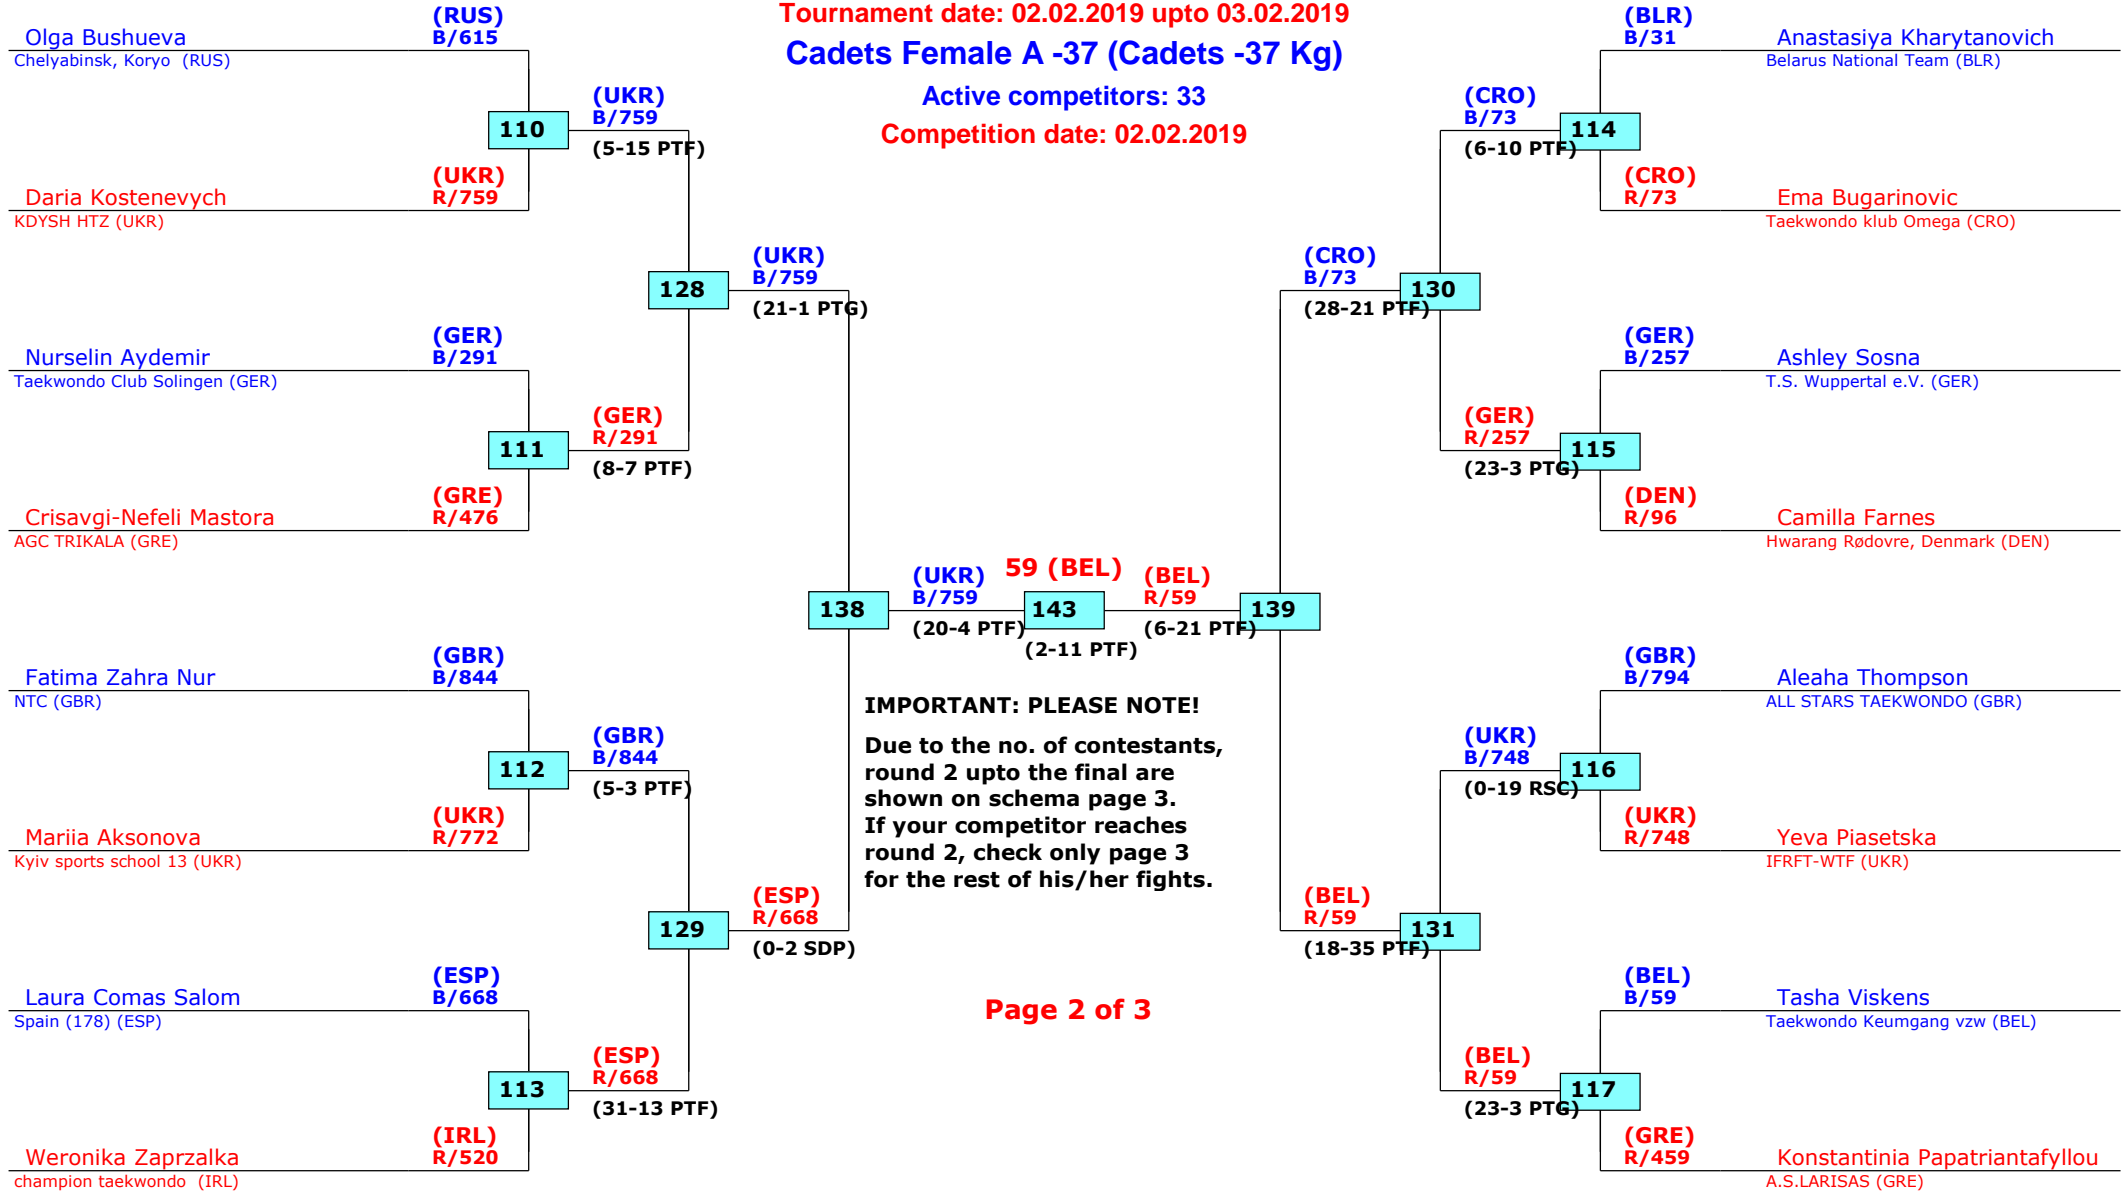 Tournament date: 02.02.2019 upto 03.02.2019
Cadets Female A -37 (Cadets -37 Kg)
Active competitors: 33
Competition date: 02.02.2019
(RUS)
Olga Bushueva B/615
Chelyabinsk, Koryo (RUS)
(UKR)
B/759
110
(5-15 PTF)
(UKR)
Daria Kostenevych R/759
KDYSH HTZ (UKR)
(UKR)
B/759
128
(21-1 PTG)
(GER)
Nurselin Aydemir B/291
Taekwondo Club Solingen (GER)
(GER)
R/291
111
(8-7 PTF)
(GRE)
Crisavgi-Nefeli Mastora R/476
AGC TRIKALA (GRE)
138
(UKR)
B/759
(20-4 PTF)
59 (BEL)
143
(2-11 PTF)
(BEL)
R/59
(6-21 PTF)
139
(GBR)
Fatima Zahra Nur B/844
NTC (GBR)
(GBR)
B/844
112
(5-3 PTF)
(UKR)
Mariia Aksonova R/772
Kyiv sports school 13 (UKR)
(ESP)
R/668
129
(0-2 SDP)
(ESP)
Laura Comas Salom B/668
Spain (178) (ESP)
(ESP)
R/668
113
(31-13 PTF)
(IRL)
Weronika Zaprzalka R/520
champion taekwondo (IRL)
IMPORTANT: PLEASE NOTE!
Due to the no. of contestants,
round 2 upto the final are
shown on schema page 3.
If your competitor reaches
round 2, check only page 3
for the rest of his/her fights.
Page 2 of 3
(BLR)
B/31 Anastasiya Kharytanovich
Belarus National Team (BLR)
(CRO)
B/73
114
(6-10 PTF)
(CRO)
R/73 Ema Bugarinovic
Taekwondo klub Omega (CRO)
(CRO)
B/73
130
(28-21 PTF)
(GER)
B/257 Ashley Sosna
T.S. Wuppertal e.V. (GER)
(GER)
R/257
115
(23-3 PTG)
(DEN)
R/96 Camilla Farnes
Hwarang Rødovre, Denmark (DEN)
(GBR)
B/794 Aleaha Thompson
ALL STARS TAEKWONDO (GBR)
(UKR)
B/748
116
(0-19 RSC)
(UKR)
R/748 Yeva Piasetska
IFRFT-WTF (UKR)
(BEL)
R/59
131
(18-35 PTF)
(BEL)
B/59 Tasha Viskens
Taekwondo Keumgang vzw (BEL)
(BEL)
R/59
117
(23-3 PTG)
(GRE)
R/459 Konstantinia Papatriantafyllou
A.S.LARISAS (GRE)